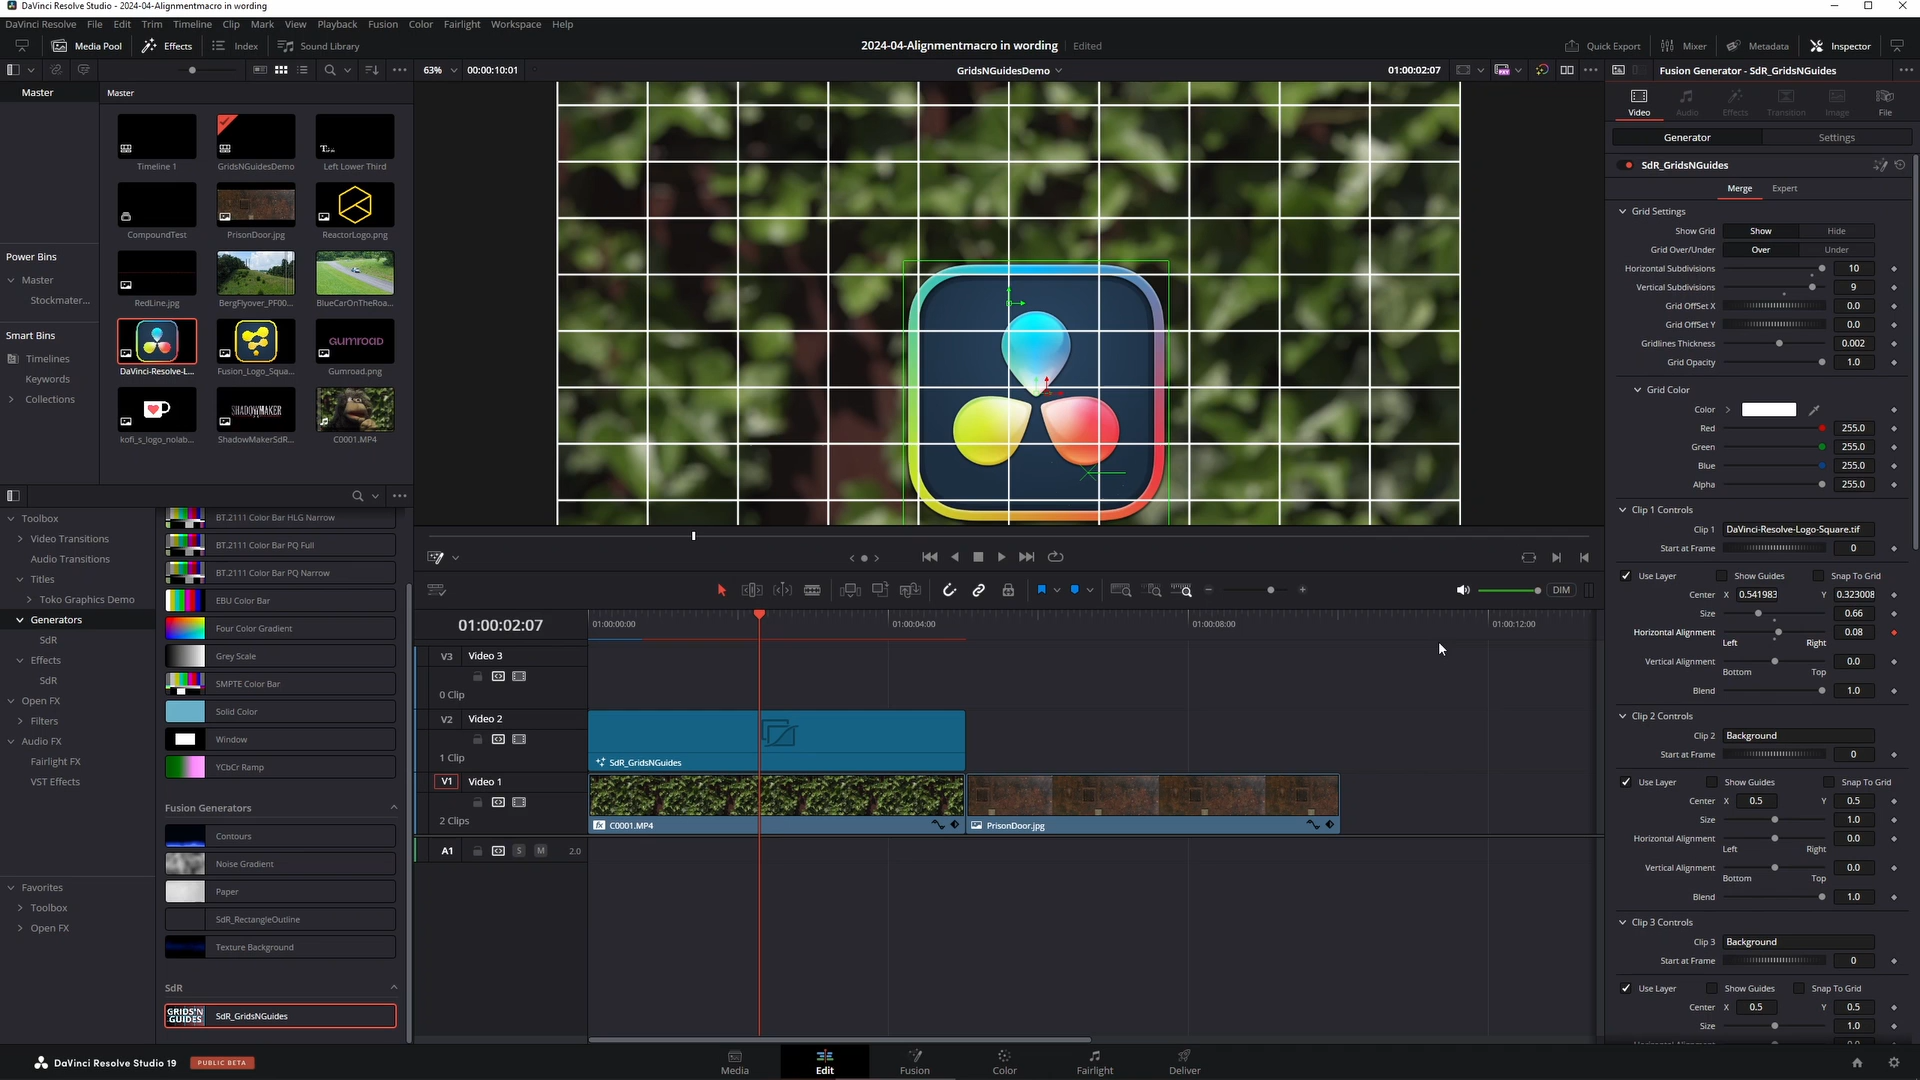 DaVinci Resolve Studio - 2024-04-Alignmentmacro in wording
DaVinci Resolve File Edit Trim Timeline Clip Mark View Playback Fusion Color Fairlight Workspace Help
Media Pool Effects Index Sound Library 2024-04-Alignmentmacro in wording Edited Quick Export Mixer Metadata Inspector
63% 00:00:10:01 GridsNGuidesDemo 01:00:02:07 Fusion Generator - SdR_GridsNGuides
Master
Master
Power Bins
Master
Stockmater...
Smart Bins
Timelines
Keywords
Collections
Timeline 1 GridsNGuidesDemo Left Lower Third
CompoundTest PrisonDoor.jpg ReactorLogo.png
RedLine.jpg BergFlyover_PF00... BlueCarOnTheRoa...
GUMROAD
DaVinci-Resolve-L... Fusion_Logo_Squa... Gumroad.png
SHADOWMAKER
kofi_s_logo_nolab... ShadowMakerSdR... C0001.MP4
Toolbox
Video Transitions
Audio Transitions
Titles
Toko Graphics Demo
Generators
SdR
Effects
SdR
Open FX
Filters
Audio FX
Fairlight FX
VST Effects
Favorites
Toolbox
Open FX
BT.2111 Color Bar HLG Narrow
BT.2111 Color Bar PQ Full
BT.2111 Color Bar PQ Narrow
EBU Color Bar
Four Color Gradient
Grey Scale
SMPTE Color Bar
Solid Color
Window
YCbCr Ramp
Fusion Generators
Contours
Noise Gradient
Paper
SdR_RectangleOutline
Texture Background
SdR
GRIDS'N GUIDES SdR_GridsNGuides
DIM
01:00:02:07 01:00:00:00 01:00:04:00 01:00:08:00 01:00:12:00
V3 Video 3
0 Clip
V2 Video 2
1 Clip
SdR_GridsNGuides
V1 Video 1
2 Clips
C0001.MP4 PrisonDoor.jpg
A1 S M 2.0
Video Audio Effects Transition Image File
Generator Settings
SdR_GridsNGuides
Merge Expert
Grid Settings
Show Grid Show Hide
Grid Over/Under Over Under
Horizontal Subdivisions 10
Vertical Subdivisions 9
Grid OffSet X 0.0
Grid OffSet Y 0.0
Gridlines Thickness 0.002
Grid Opacity 1.0
Grid Color
Color
Red 255.0
Green 255.0
Blue 255.0
Alpha 255.0
Clip 1 Controls
Clip 1 DaVinci-Resolve-Logo-Square.tif
Start at Frame 0
Use Layer Show Guides Snap To Grid
Center X 0.541983 Y 0.323008
Size 0.66
Horizontal Alignment 0.08
Left Right
Vertical Alignment 0.0
Bottom Top
Blend 1.0
Clip 2 Controls
Clip 2 Background
Start at Frame 0
Use Layer Show Guides Snap To Grid
Center X 0.5 Y 0.5
Size 1.0
Horizontal Alignment 0.0
Left Right
Vertical Alignment 0.0
Bottom Top
Blend 1.0
Clip 3 Controls
Clip 3 Background
Start at Frame 0
Use Layer Show Guides Snap To Grid
Center X 0.5 Y 0.5
Size 1.0
DaVinci Resolve Studio 19 PUBLIC BETA
Media Edit Fusion Color Fairlight Deliver